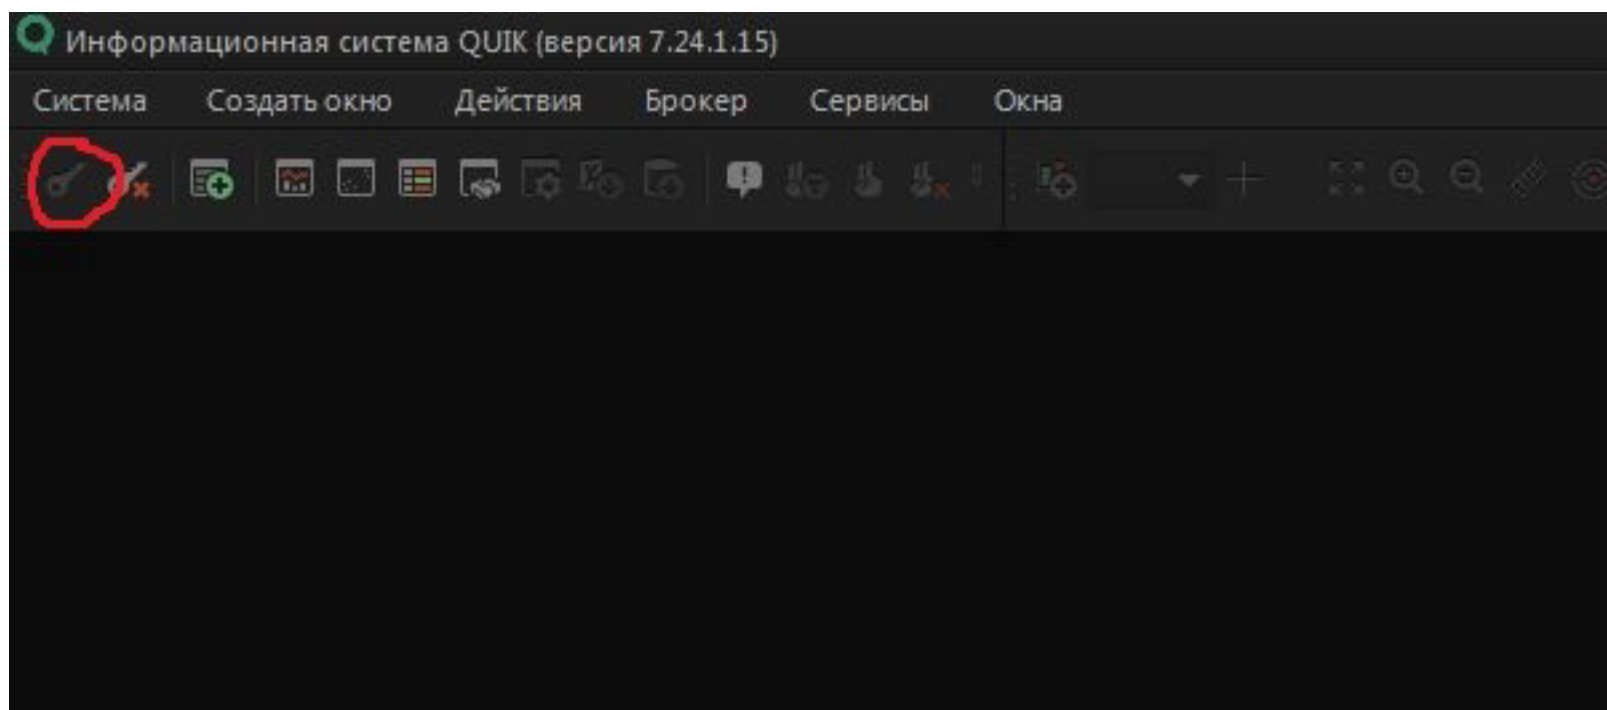 Информационная система QUIK (версия 7.24.1.15)
Система Создать окно Действия Брокер Сервисы Окна